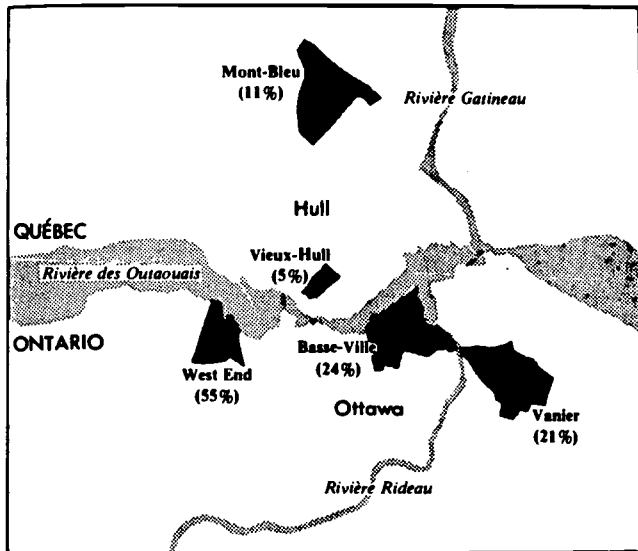 Mont-Bleu
(11%)
Rivière Gatineau
Hull
QUÉBEC
Vieux-Hull
(5%)
Rivière des Outaouais
ONTARIO
Basse-Ville
(24%)
West End
(55%)
Ottawa
Vanier
(21%)
Rivière Rideau